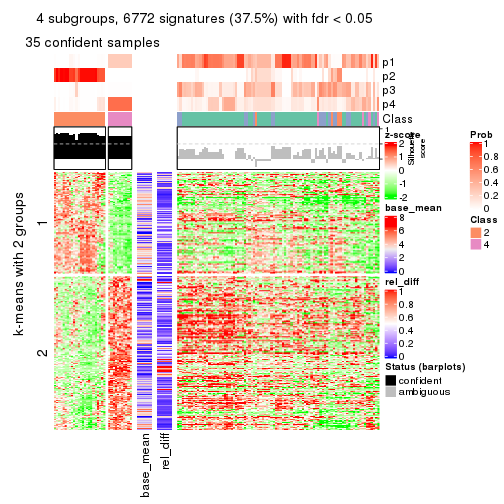 4 subgroups, 6772 signatures (37.5%) with fdr < 0.05
35 confident samples
p1
p2
p3
p4
Class
1
Silhouette
score
k-means with 2 groups
1
2
base_mean
rel_diff
z-score
2
1
0
-1
-2
base_mean
8
6
4
2
0
rel_diff
1
0.8
0.6
0.4
0.2
0
Status (barplots)
confident
ambiguous
Prob
1
0.8
0.6
0.4
0.2
0
Class
2
4